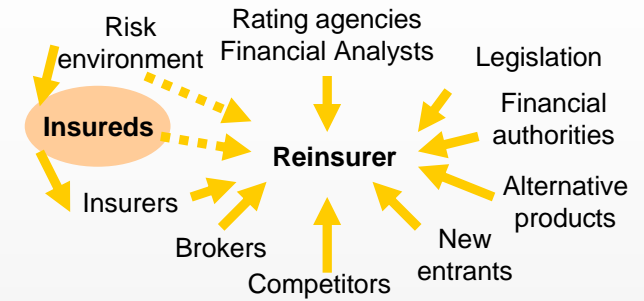 Risk
environment
Rating agencies
Financial Analysts
Legislation
Financial
authorities
Insureds
Reinsurer
Alternative
products
Insurers
Brokers
New
entrants
Competitors